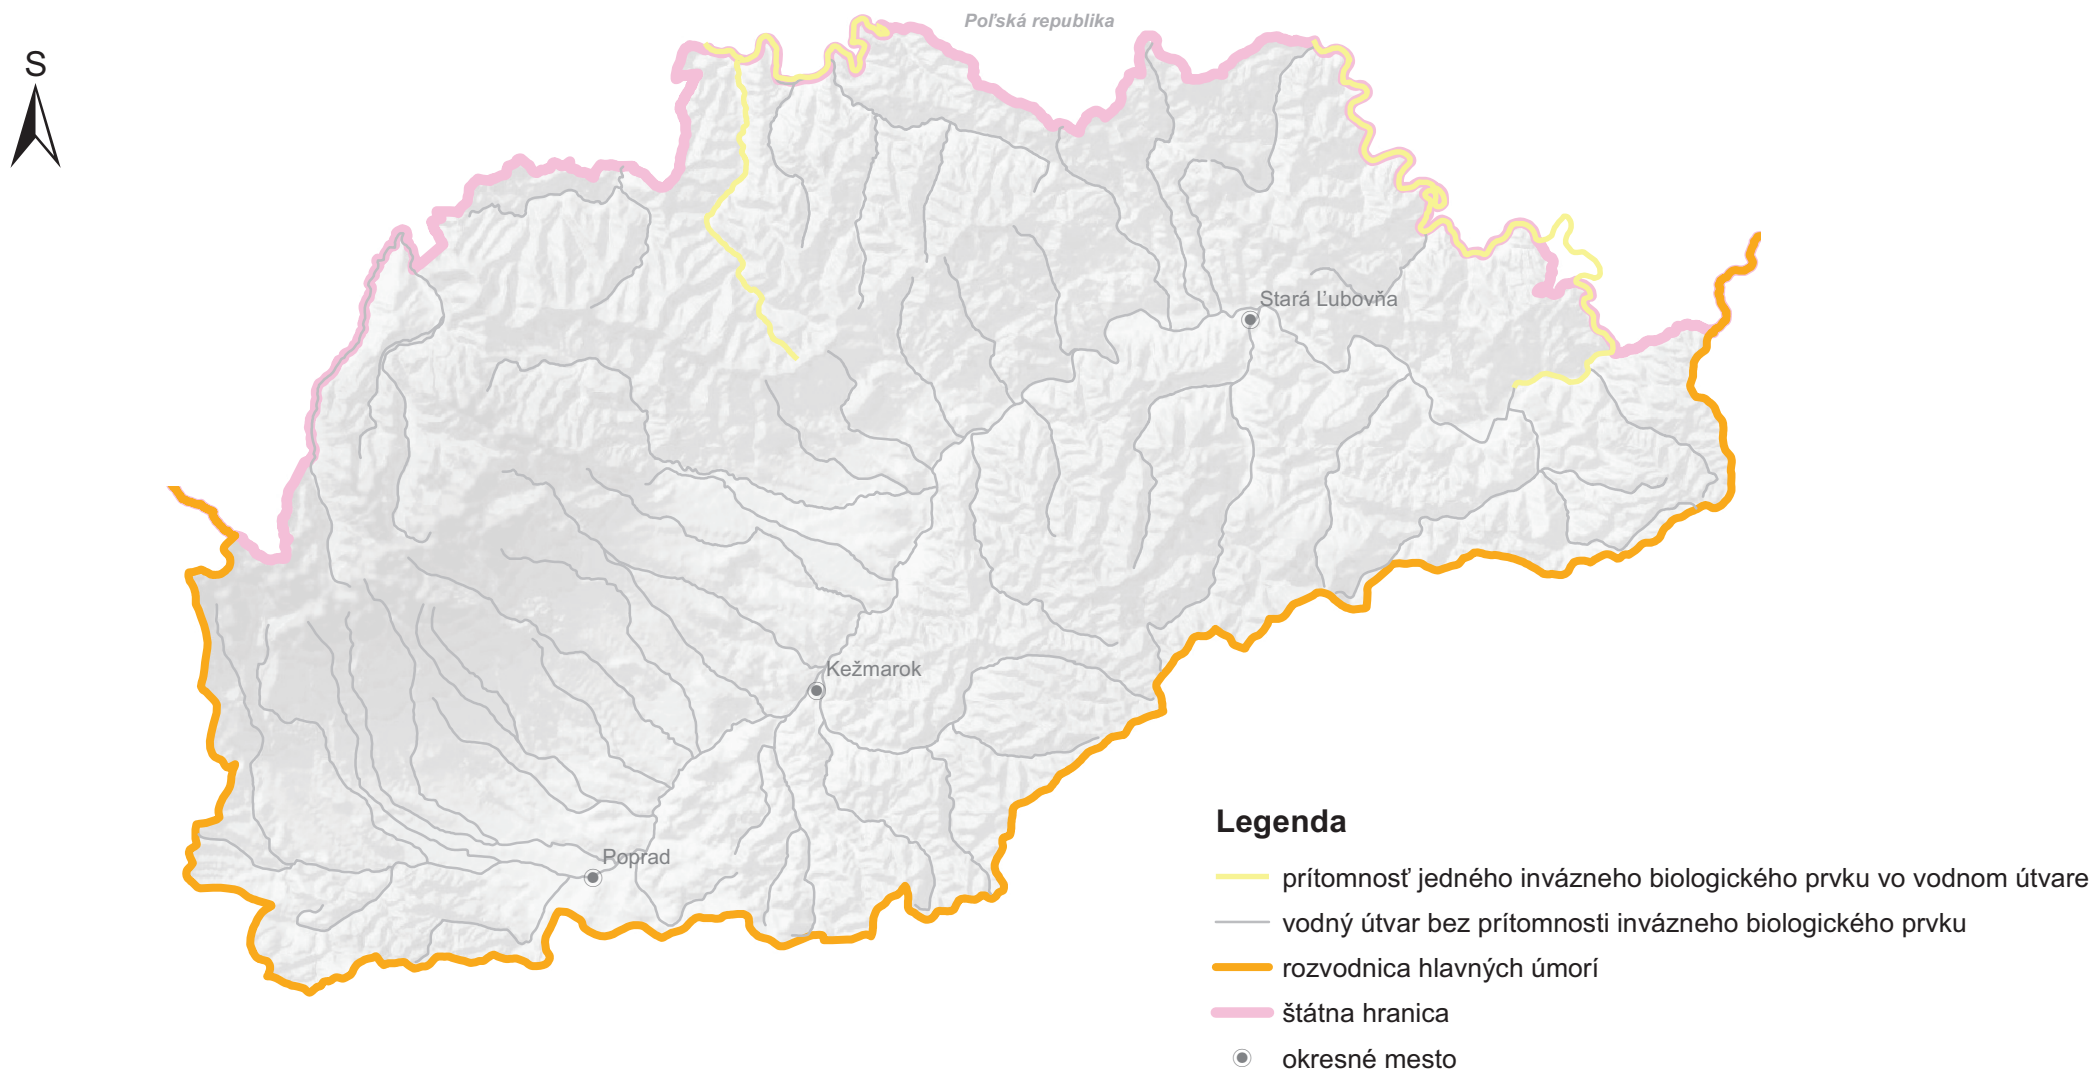 Poľská republika
S
Stará Ľubovňa
Kežmarok
Poprad
Legenda
prítomnosť jedného invázneho biologického prvku vo vodnom útvare
vodný útvar bez prítomnosti invázneho biologického prvku
rozvodnica hlavných úmorí
štátna hranica
okresné mesto